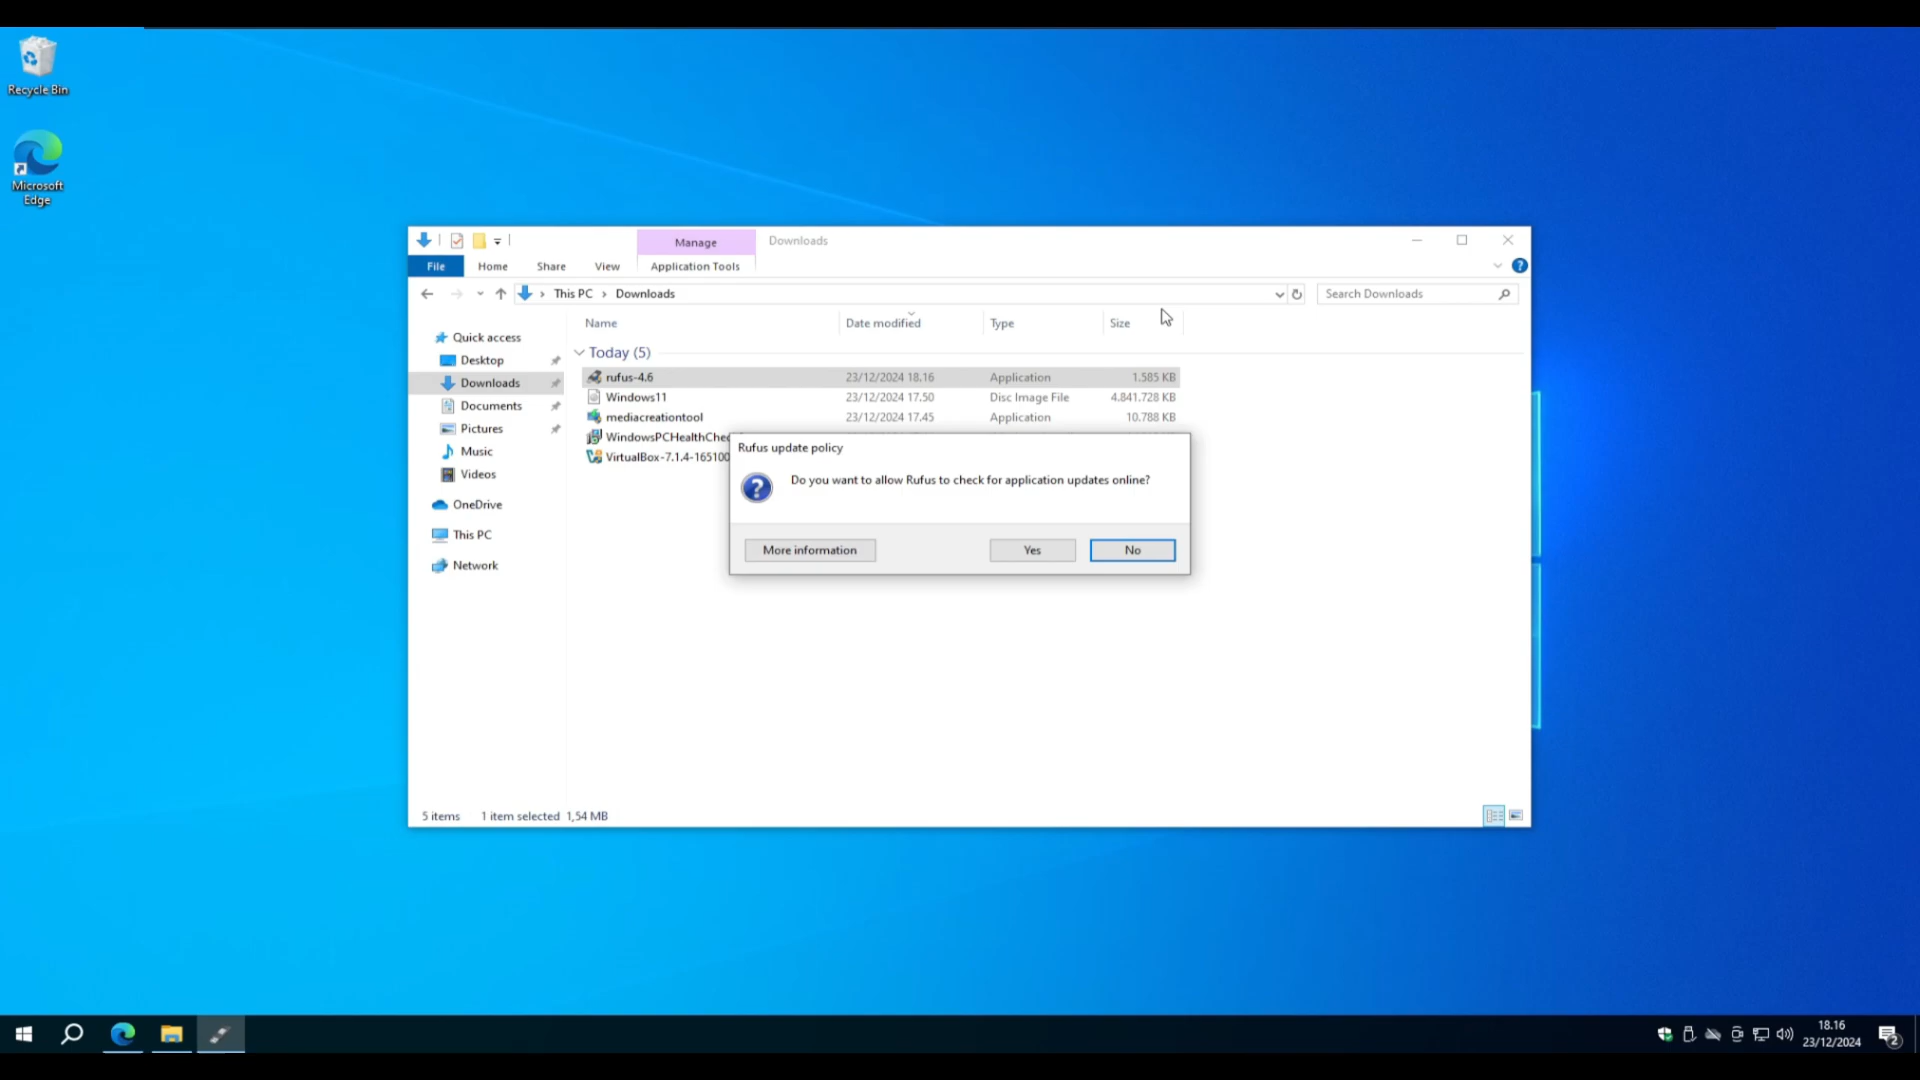 Recycle Bin
Microsoft
Edge
Manage
Downloads
File
Home
Share
View
Application Tools
This PC
Downloads
Search Downloads
Name
Date modified
Type
Size
Quick access
Desktop
Downloads
Documents
Pictures
Music
Videos
OneDrive
This PC
Network
Today (5)
rufus-4.6 23/12/2024 18.16 Application 1.585 KB
Windows11 23/12/2024 17.50 Disc Image File 4.841.728 KB
mediacreationtool 23/12/2024 17.45 Application 10.788 KB
WindowsPCHealthChec
VirtualBox-7.1.4-165100
Rufus update policy
Do you want to allow Rufus to check for application updates online?
More information
Yes
No
5 items 1 item selected 1,54 MB
18.16
23/12/2024
2